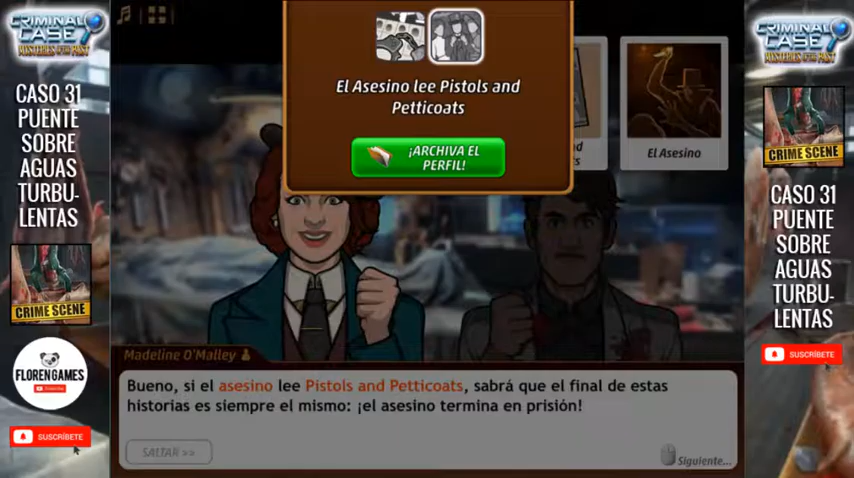 CRIMINAL
CASE
MYSTERIES OF THE PAST
CASO 31
PUENTE
SOBRE
AGUAS
TURBU-
LENTAS
CRIME SCENE
FLORENGAMES
SUSCRÍBETE
El Asesino lee Pistols and
Petticoats
¡ARCHIVA EL
PERFIL!
El Asesino
Madeline O'Malley
Bueno, si el asesino lee Pistols and Petticoats, sabrá que el final de estas
historias es siempre el mismo: ¡el asesino termina en prisión!
SALTAR >>
Siguiente...
CRIMINAL
CASE
MYSTERIES OF THE PAST
CRIME SCENE
CASO 31
PUENTE
SOBRE
AGUAS
TURBU-
LENTAS
SUSCRÍBETE